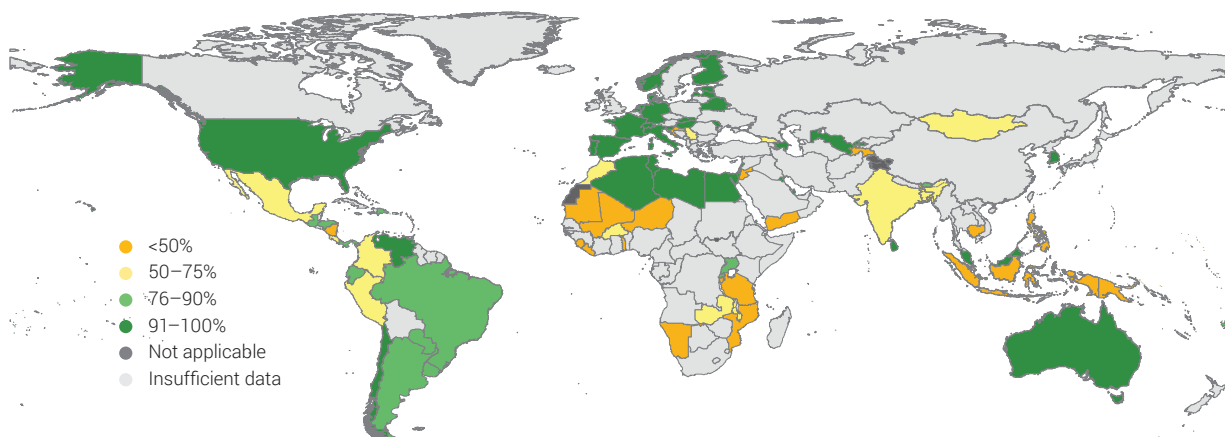 <50%
50–75%
76–90%
91–100%
Not applicable
Insufficient data